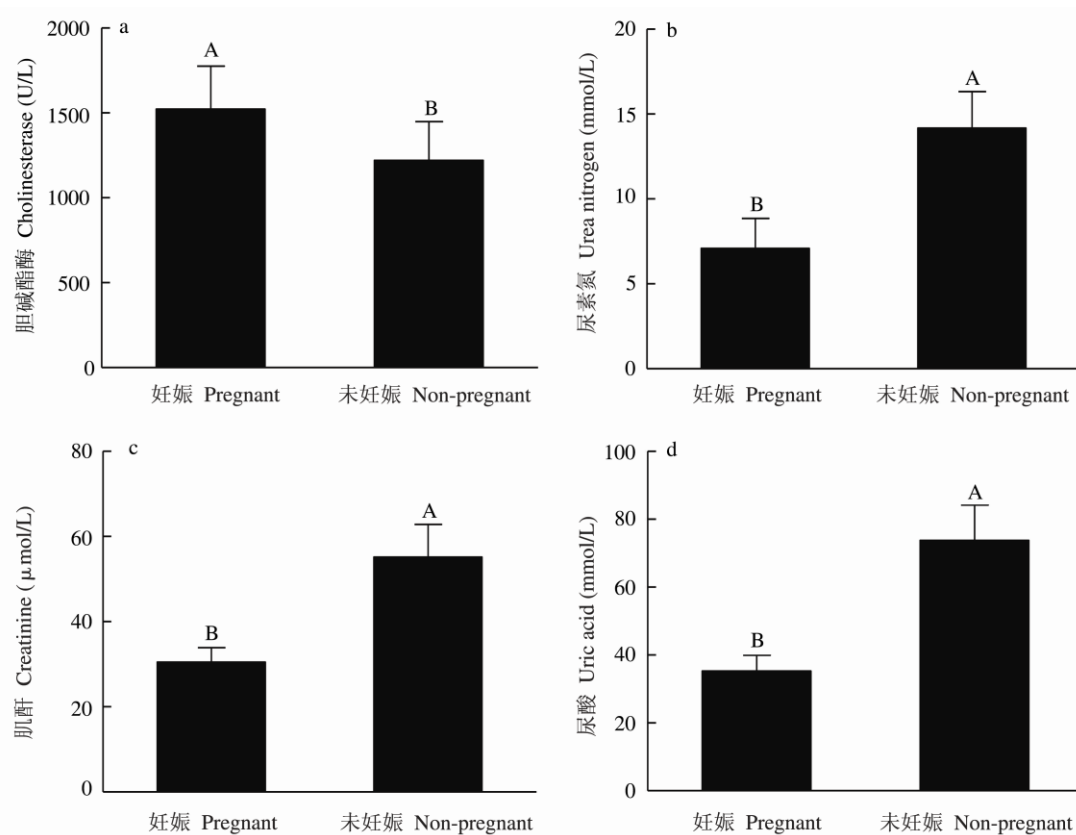 a
胆碱酯酶 Cholinesterase (U/L)
2000
1500
1000
500
0
A
B
妊娠 Pregnant
未妊娠 Non-pregnant
b
尿素氮 Urea nitrogen (mmol/L)
20
15
10
5
0
B
A
妊娠 Pregnant
未妊娠 Non-pregnant
c
肌酐 Creatinine (μmol/L)
80
60
40
20
0
B
A
妊娠 Pregnant
未妊娠 Non-pregnant
d
尿酸 Uric acid (mmol/L)
100
80
60
40
20
0
B
A
妊娠 Pregnant
未妊娠 Non-pregnant